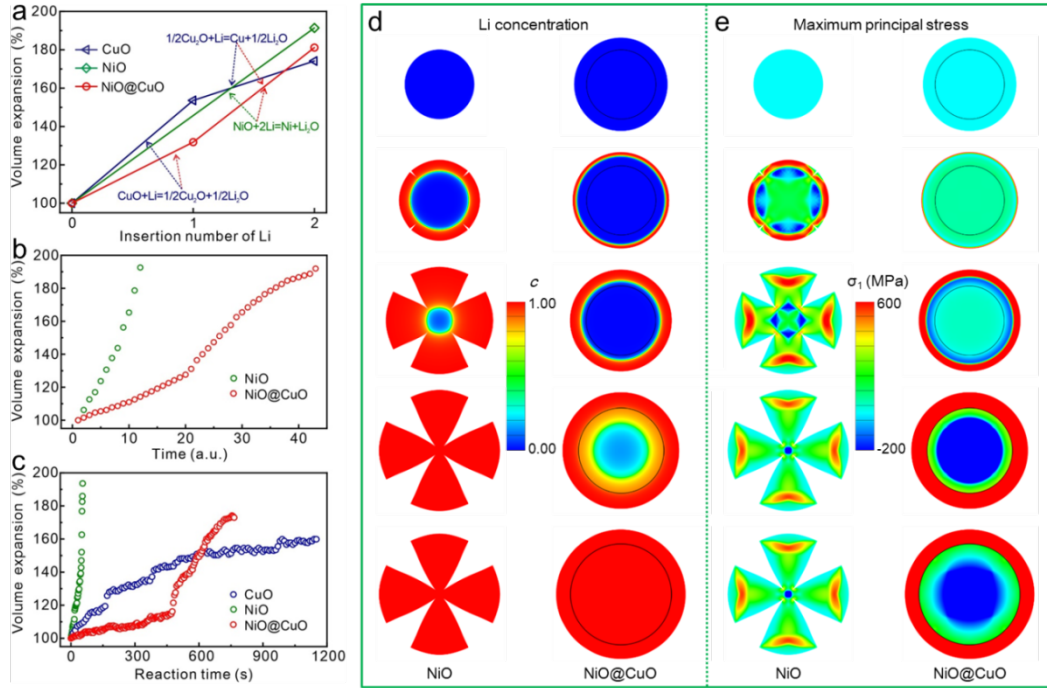 a
Volume expansion (%)
200
180
160
140
120
100
CuO
NiO
NiO@CuO
1/2Cu₂O+Li=Cu+1/2Li₂O
NiO+2Li=Ni+Li₂O
CuO+Li=1/2Cu₂O+1/2Li₂O
0 1 2
Insertion number of Li
b
Volume expansion (%)
200
180
160
140
120
100
NiO
NiO@CuO
0 10 20 30 40
Time (a.u.)
c
Volume expansion (%)
200
180
160
140
120
100
CuO
NiO
NiO@CuO
0 300 600 900 1200
Reaction time (s)
d
Li concentration
c
1.00
0.00
NiO NiO@CuO
e
Maximum principal stress
σ₁ (MPa)
600
-200
NiO NiO@CuO